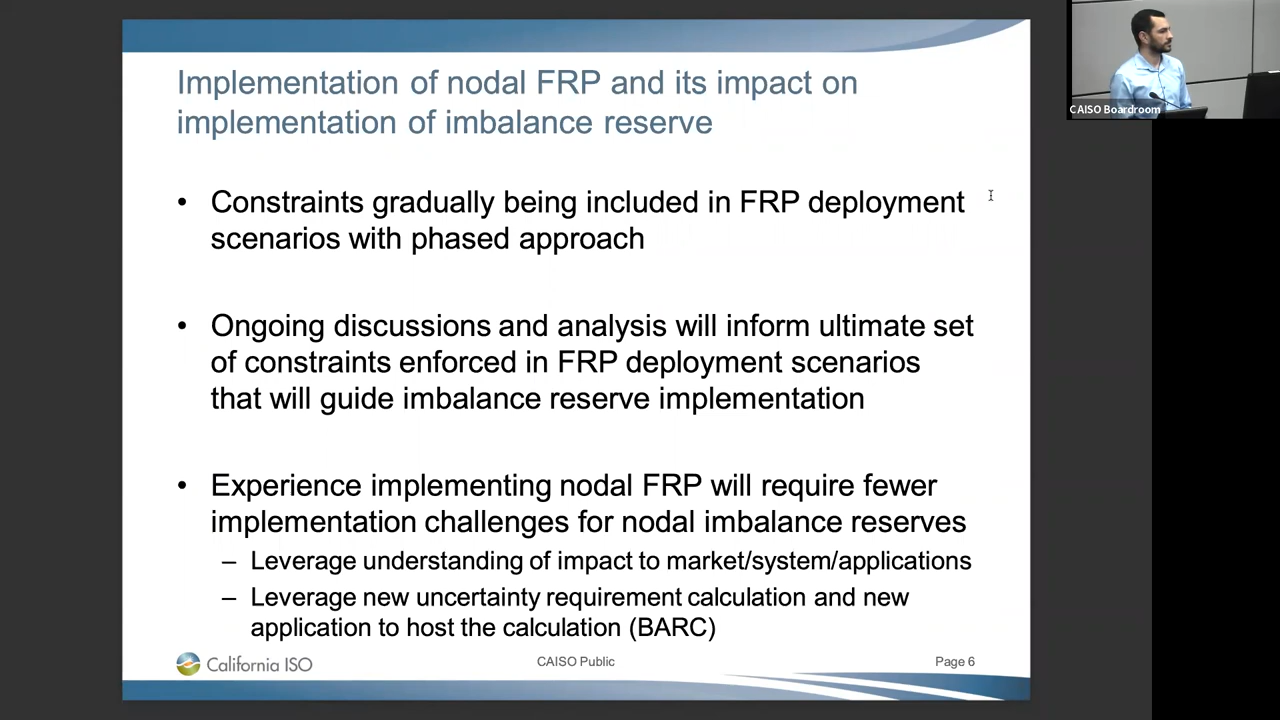 Implementation of nodal FRP and its impact on
implementation of imbalance reserve
• Constraints gradually being included in FRP deployment
scenarios with phased approach
• Ongoing discussions and analysis will inform ultimate set
of constraints enforced in FRP deployment scenarios
that will guide imbalance reserve implementation
• Experience implementing nodal FRP will require fewer
implementation challenges for nodal imbalance reserves
– Leverage understanding of impact to market/system/applications
– Leverage new uncertainty requirement calculation and new
application to host the calculation (BARC)
California ISO
CAISO Public
Page 6
CAISO Boardroom